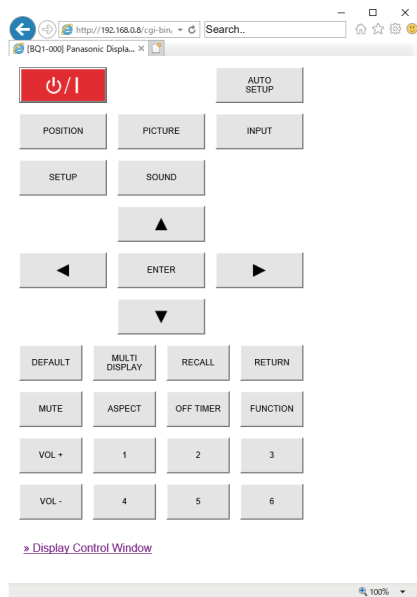 http://192.168.0.8/cgi-bin,
Search..
[BQ1-000] Panasonic Displa...
⏻/I
AUTO
SETUP
POSITION
PICTURE
INPUT
SETUP
SOUND
▲
◀
ENTER
▶
▼
DEFAULT
MULTI
DISPLAY
RECALL
RETURN
MUTE
ASPECT
OFF TIMER
FUNCTION
VOL +
1
2
3
VOL -
4
5
6
» Display Control Window
100%